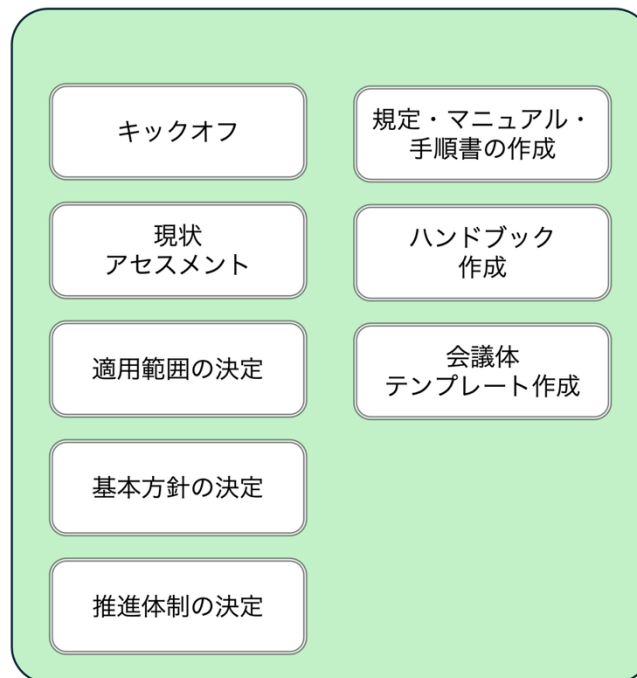 キックオフ
現状
アセスメント
適用範囲の決定
基本方針の決定
推進体制の決定
規定・マニュアル・
手順書の作成
ハンドブック
作成
会議体
テンプレート作成